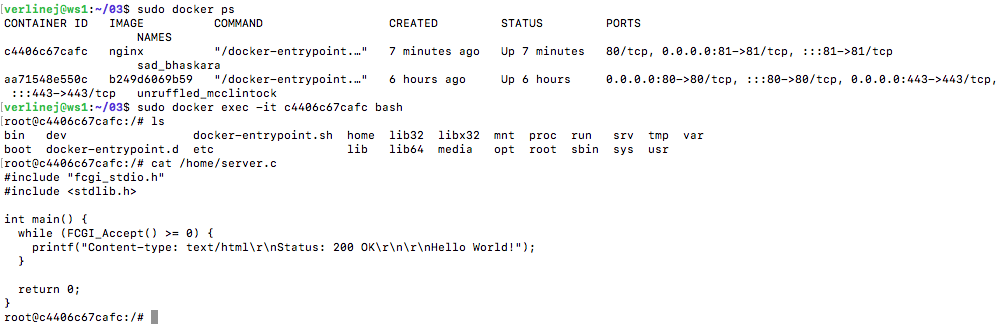 [verlinej@ws1:~/03$ sudo docker ps
CONTAINER ID   IMAGE          COMMAND                  CREATED         STATUS         PORTS
                   NAMES
c4406c67cafc   nginx          "/docker-entrypoint.…"   7 minutes ago   Up 7 minutes   80/tcp, 0.0.0.0:81->81/tcp, :::81->81/tcp
                   sad_bhaskara
aa71548e550c   b249d6069b59   "/docker-entrypoint.…"   6 hours ago     Up 6 hours     0.0.0.0:80->80/tcp, :::80->80/tcp, 0.0.0.0:443->443/tcp,
 :::443->443/tcp   unruffled_mcclintock
[verlinej@ws1:~/03$ sudo docker exec -it c4406c67cafc bash
[root@c4406c67cafc:/# ls
bin   dev                  docker-entrypoint.sh  home  lib32  libx32  mnt  proc  run   srv  tmp  var
boot  docker-entrypoint.d  etc                   lib   lib64  media   opt  root  sbin  sys  usr
[root@c4406c67cafc:/# cat /home/server.c
#include "fcgi_stdio.h"
#include <stdlib.h>
int main() {
  while (FCGI_Accept() >= 0) {
    printf("Content-type: text/html\r\nStatus: 200 OK\r\n\r\nHello World!");
  }
  return 0;
}
root@c4406c67cafc:/#